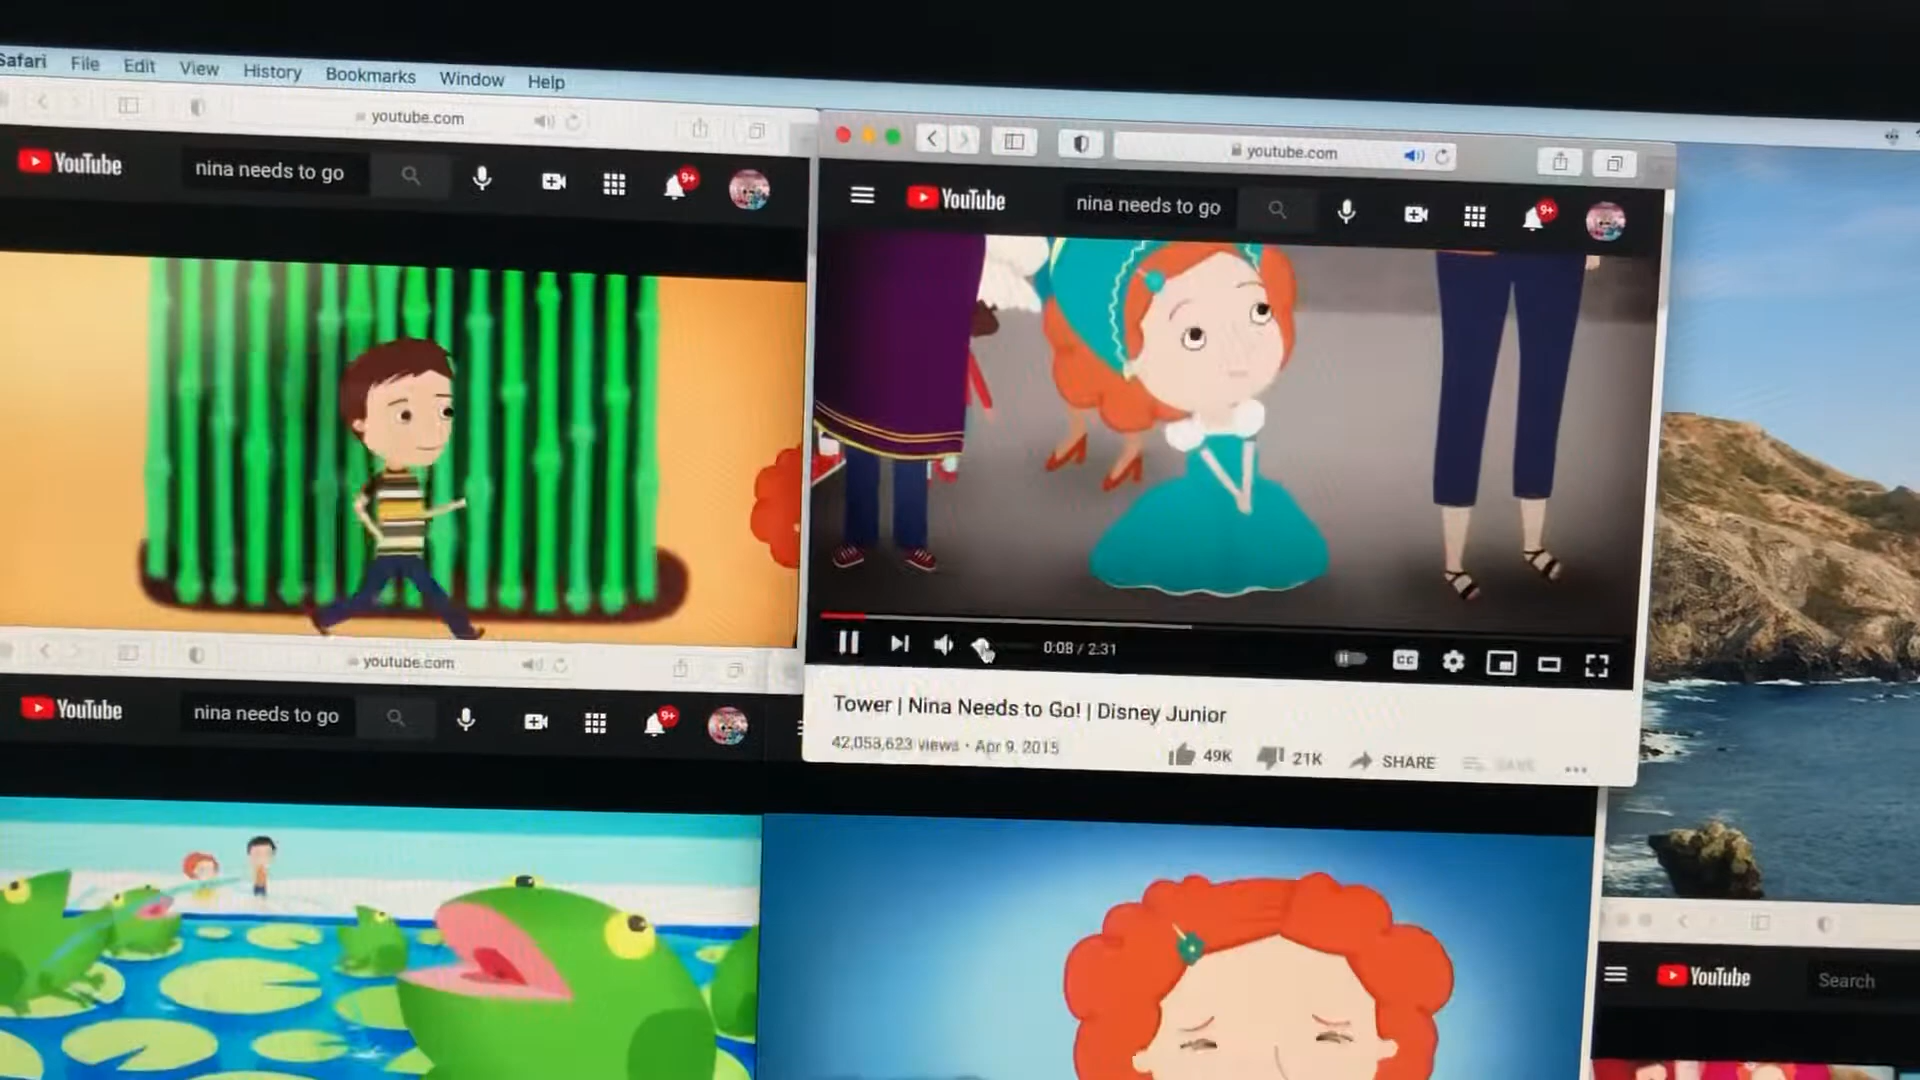 Safari File Edit View History Bookmarks Window Help
youtube.com
YouTube
nina needs to go
9+
youtube.com
YouTube
nina needs to go
9+
0:08 / 2:31
CC
Tower | Nina Needs to Go! | Disney Junior
42,053,623 views • Apr 9, 2015
49K
21K
SHARE
SAVE
youtube.com
YouTube
nina needs to go
9+
YouTube
Search